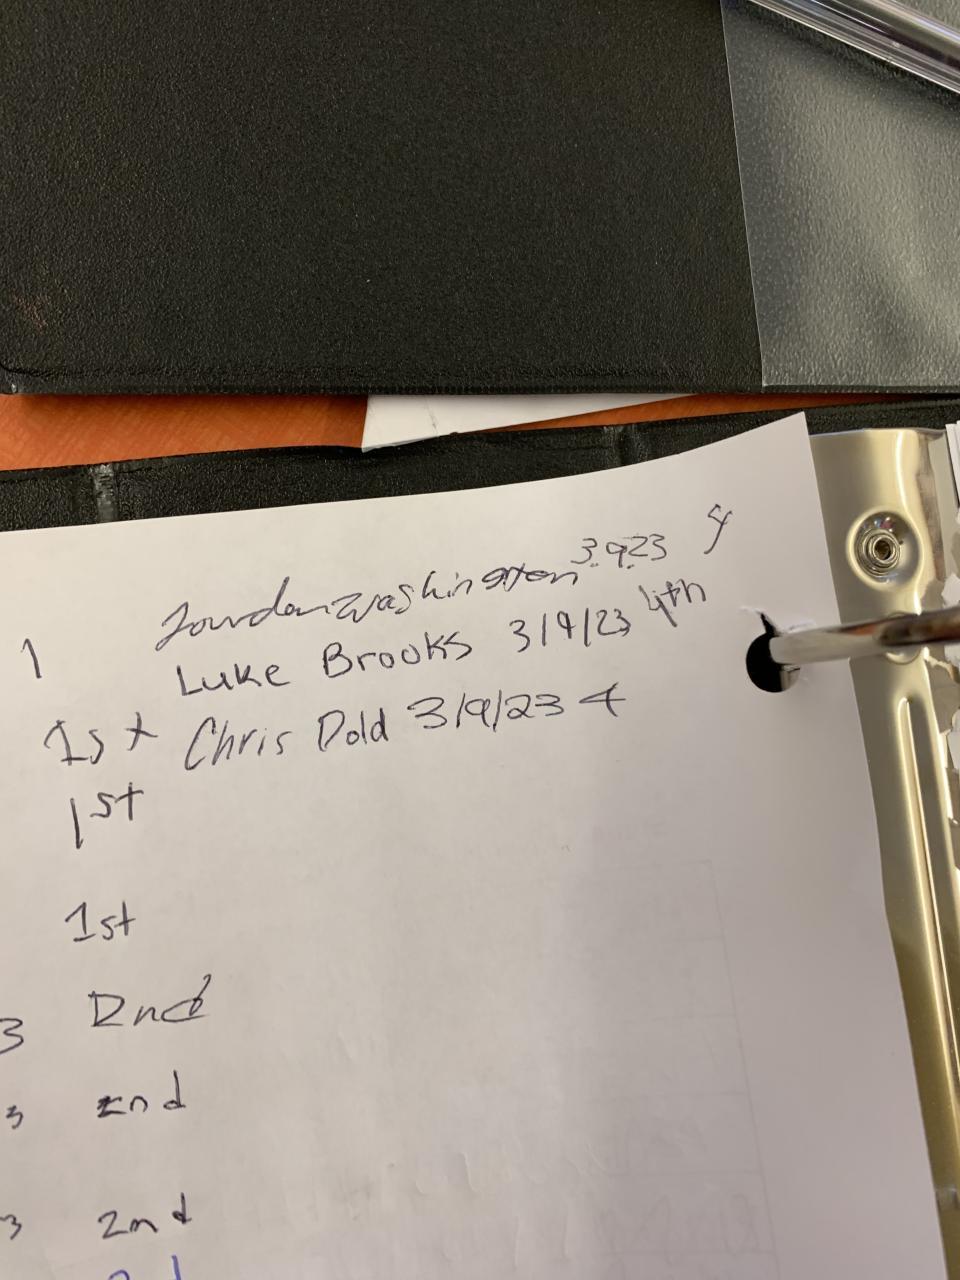 1 Jourdan washington 3.9.23 4
Luke Brooks 3/9/23 4th
1st Chris Dold 3/9/23 4
1st
1st
3 2nd
3 2nd
3 2nd